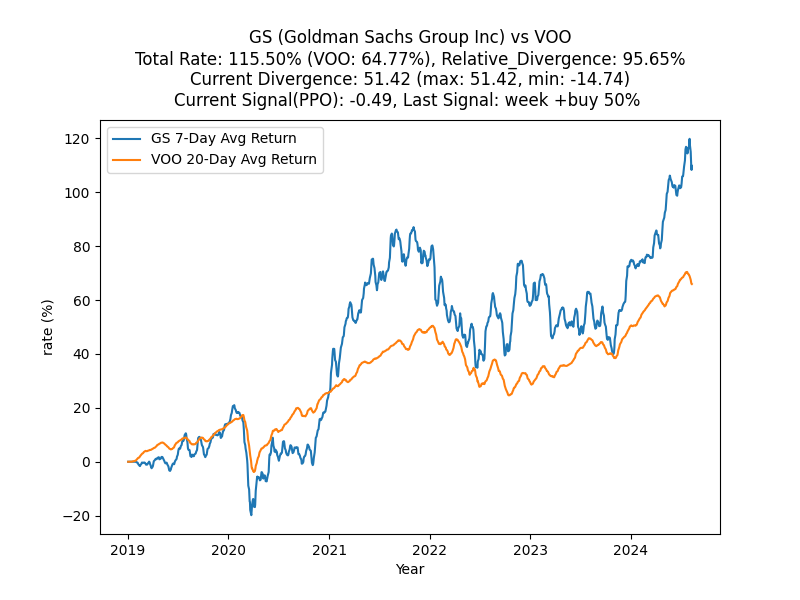 GS (Goldman Sachs Group Inc) vs VOO
Total Rate: 115.50% (VOO: 64.77%), Relative_Divergence: 95.65%
Current Divergence: 51.42 (max: 51.42, min: -14.74)
Current Signal(PPO): -0.49, Last Signal: week +buy 50%
GS 7-Day Avg Return
VOO 20-Day Avg Return
120
100
80
60
40
20
0
−20
rate (%)
2019 2020 2021 2022 2023 2024
Year